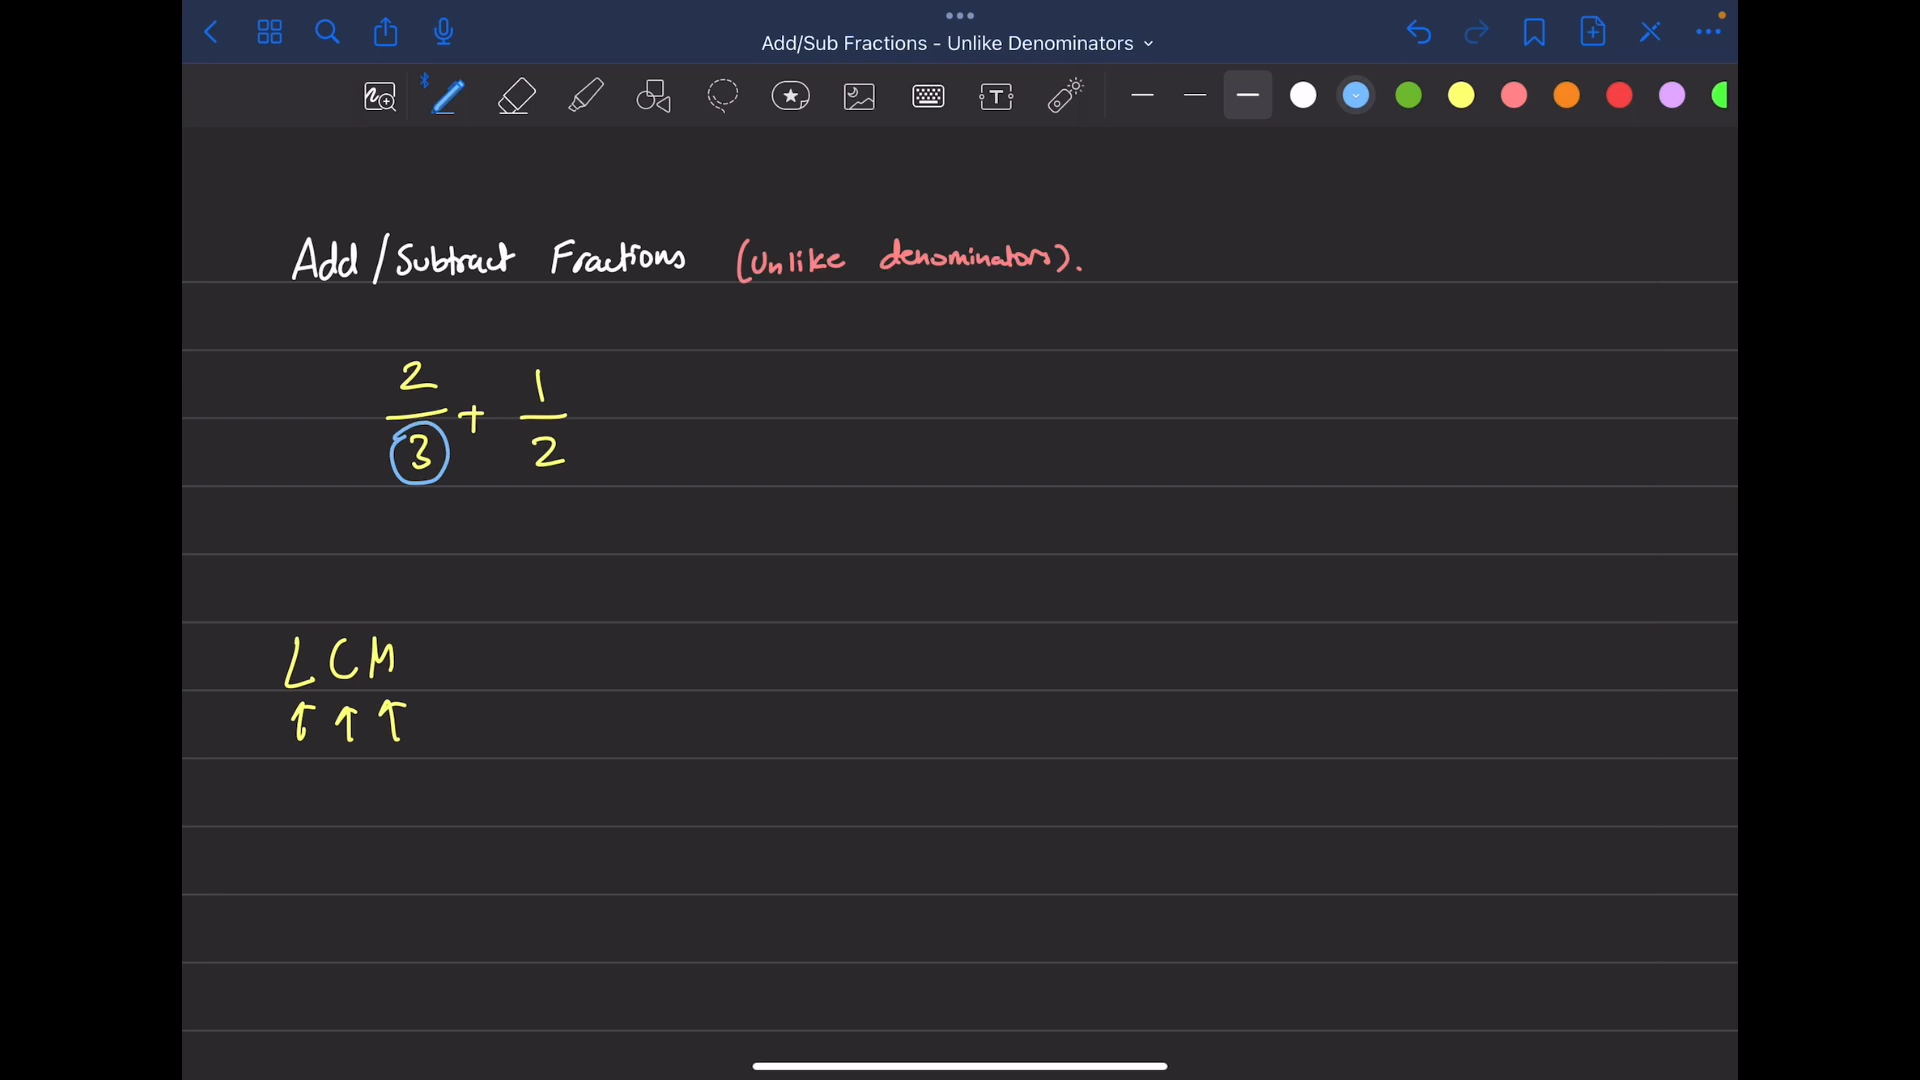 Add/Sub Fractions - Unlike Denominators
T
Add/Subtract Fractions (Unlike denominators).
2/3 + 1/2
LCM
↑ ↑ ↑